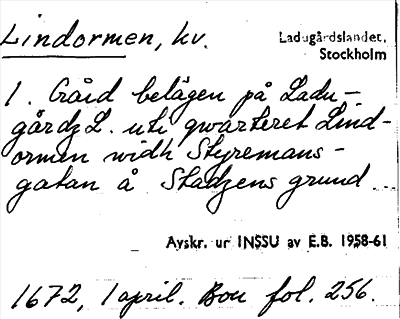 Lindormen, kv.
Ladugårdslandet,
Stockholm
1. Gård belägen på Ladu-
gårdz L. uti qwarteret Lind-
ormen widh Styremans-
gatan å Stadzens grund
Avskr. ur INSSU av E.B. 1958-61
1672, 1 april. Bou fol. 256.